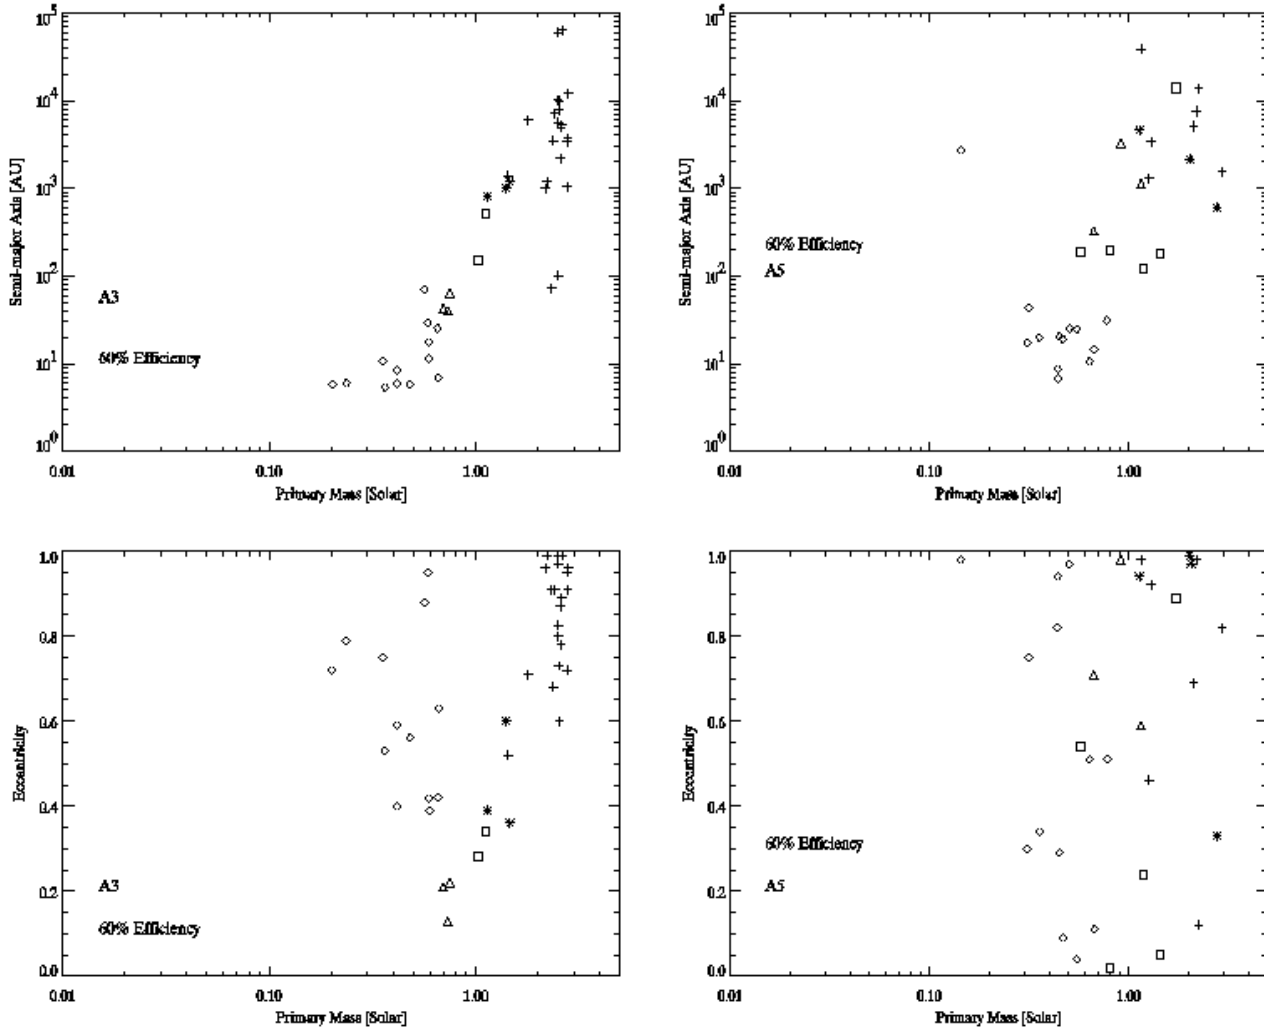 10^5
10^4
10^3
10^2
10^1
10^0
Semi-major Axis [AU]
A3
60% Efficiency
0.01 0.10 1.00
Primary Mass [Solar]
10^5
10^4
10^3
10^2
10^1
10^0
Semi-major Axis [AU]
60% Efficiency
A5
0.01 0.10 1.00
Primary Mass [Solar]
1.0
0.8
0.6
0.4
0.2
0.0
Eccentricity
A3
60% Efficiency
0.01 0.10 1.00
Primary Mass [Solar]
1.0
0.8
0.6
0.4
0.2
0.0
Eccentricity
60% Efficiency
A5
0.01 0.10 1.00
Primary Mass [Solar]